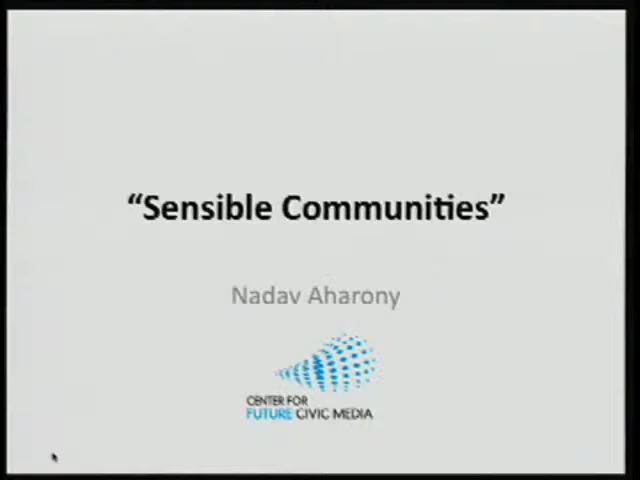 “Sensible Communities”
Nadav Aharony
CENTER FOR
FUTURE CIVIC MEDIA